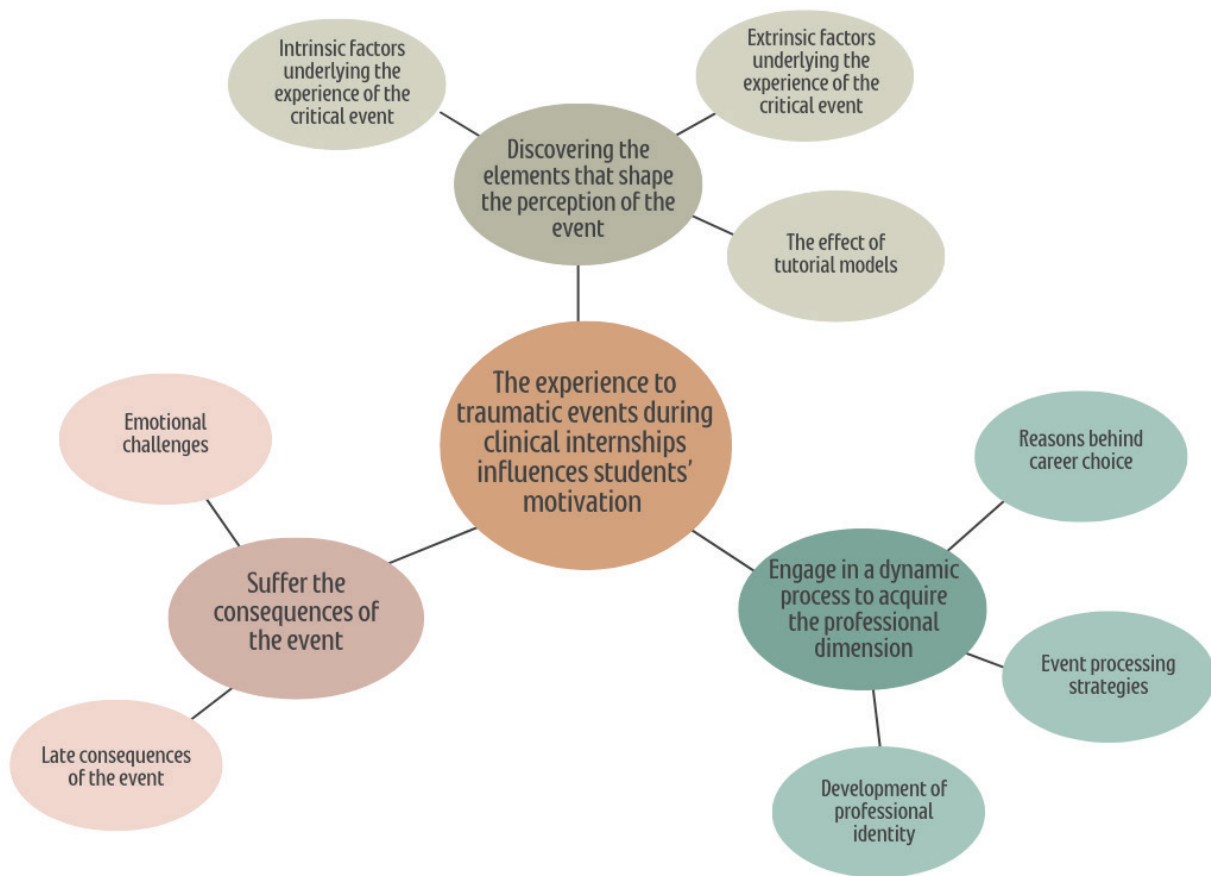 Intrinsic factors
underlying the
experience of the
critical event
Extrinsic factors
underlying the
experience of the
critical event
Discovering the
elements that shape
the perception of the
event
The effect of
tutorial models
The experience to
traumatic events during
clinical internships
influences students’
motivation
Emotional
challenges
Suffer the
consequences of
the event
Late consequences
of the event
Reasons behind
career choice
Engage in a dynamic
process to acquire
the professional
dimension
Event processing
strategies
Development of
professional
identity